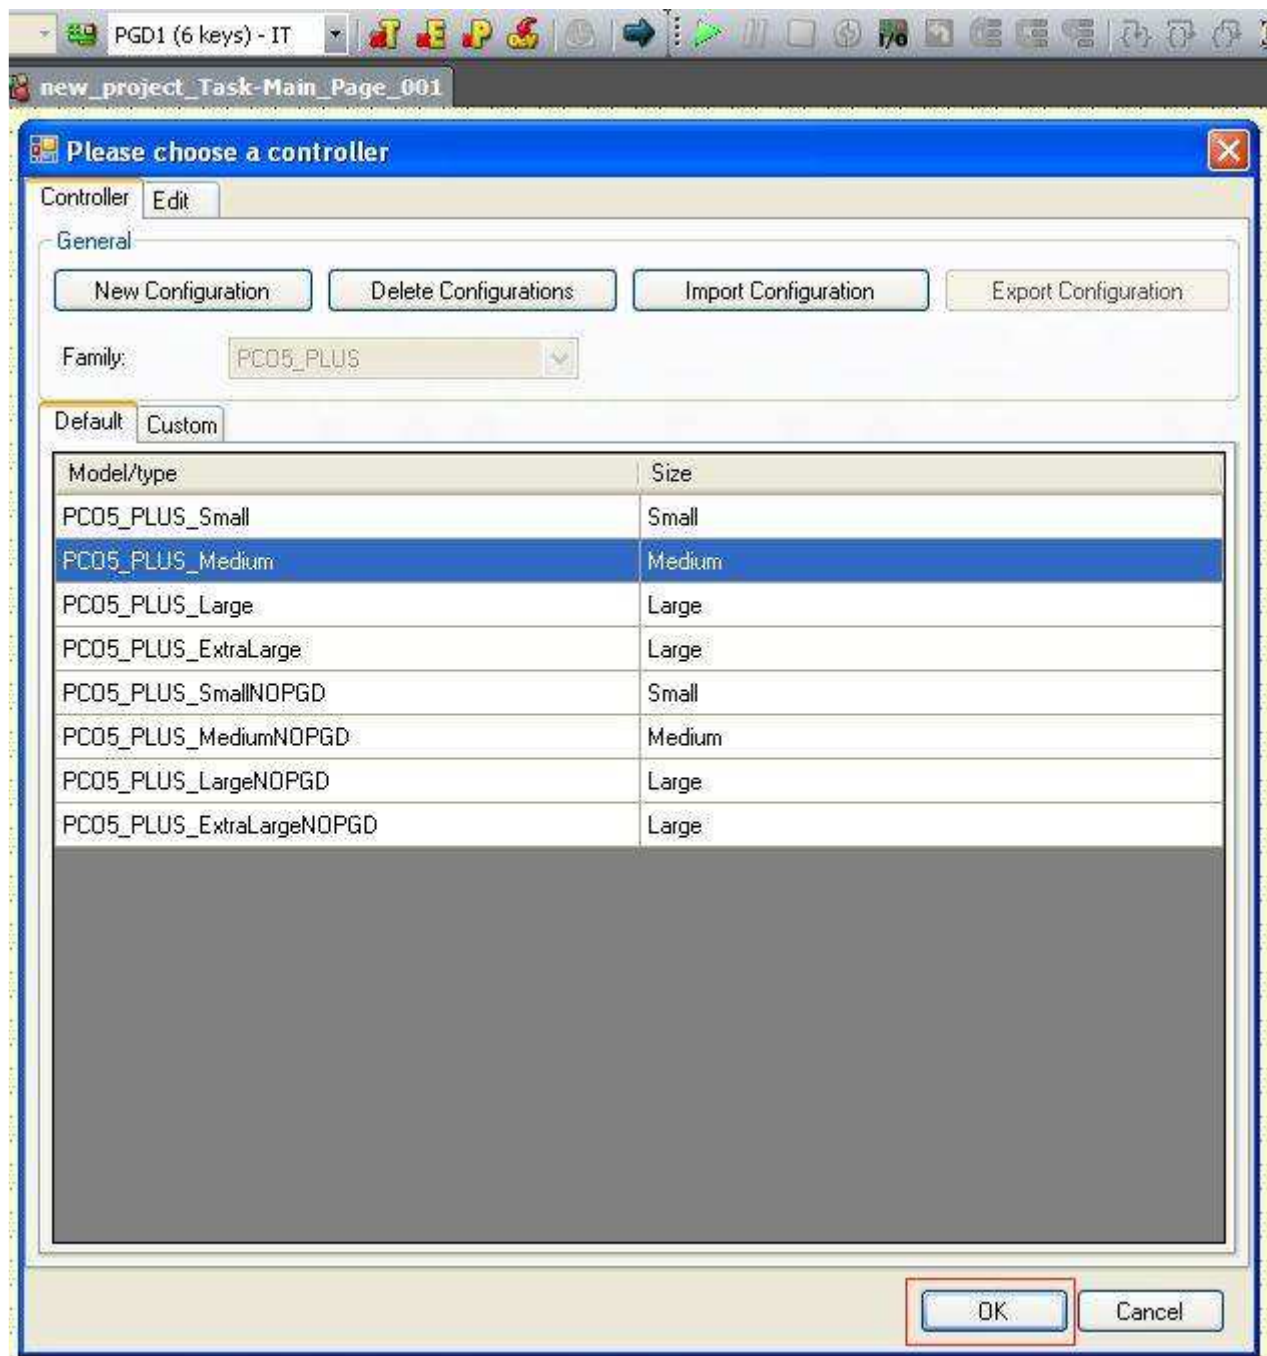 PGD1 (6 keys) - IT
new_project_Task-Main_Page_001
Please choose a controller
Controller Edit
General
New Configuration Delete Configurations Import Configuration Export Configuration
Family: PCO5_PLUS
Default Custom
Model/type Size
PCO5_PLUS_Small Small
PCO5_PLUS_Medium Medium
PCO5_PLUS_Large Large
PCO5_PLUS_ExtraLarge Large
PCO5_PLUS_SmallNOPGD Small
PCO5_PLUS_MediumNOPGD Medium
PCO5_PLUS_LargeNOPGD Large
PCO5_PLUS_ExtraLargeNOPGD Large
OK Cancel